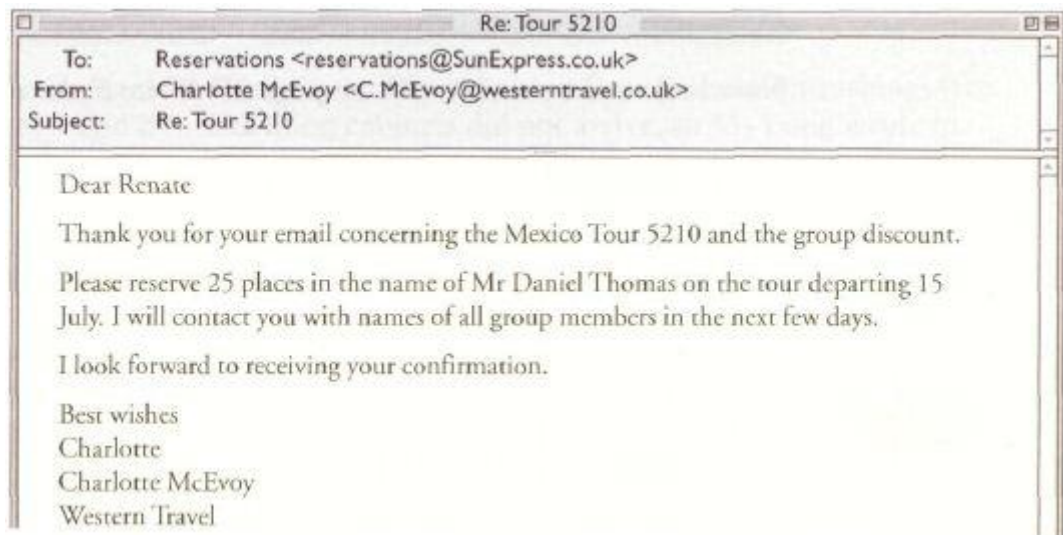 Re: Tour 5210
To: Reservations <reservations@SunExpress.co.uk>
From: Charlotte McEvoy <C.McEvoy@westerntravel.co.uk>
Subject: Re: Tour 5210
Dear Renate
Thank you for your email concerning the Mexico Tour 5210 and the group discount.
Please reserve 25 places in the name of Mr Daniel Thomas on the tour departing 15
July. I will contact you with names of all group members in the next few days.
I look forward to receiving your confirmation.
Best wishes
Charlotte
Charlotte McEvoy
Western Travel